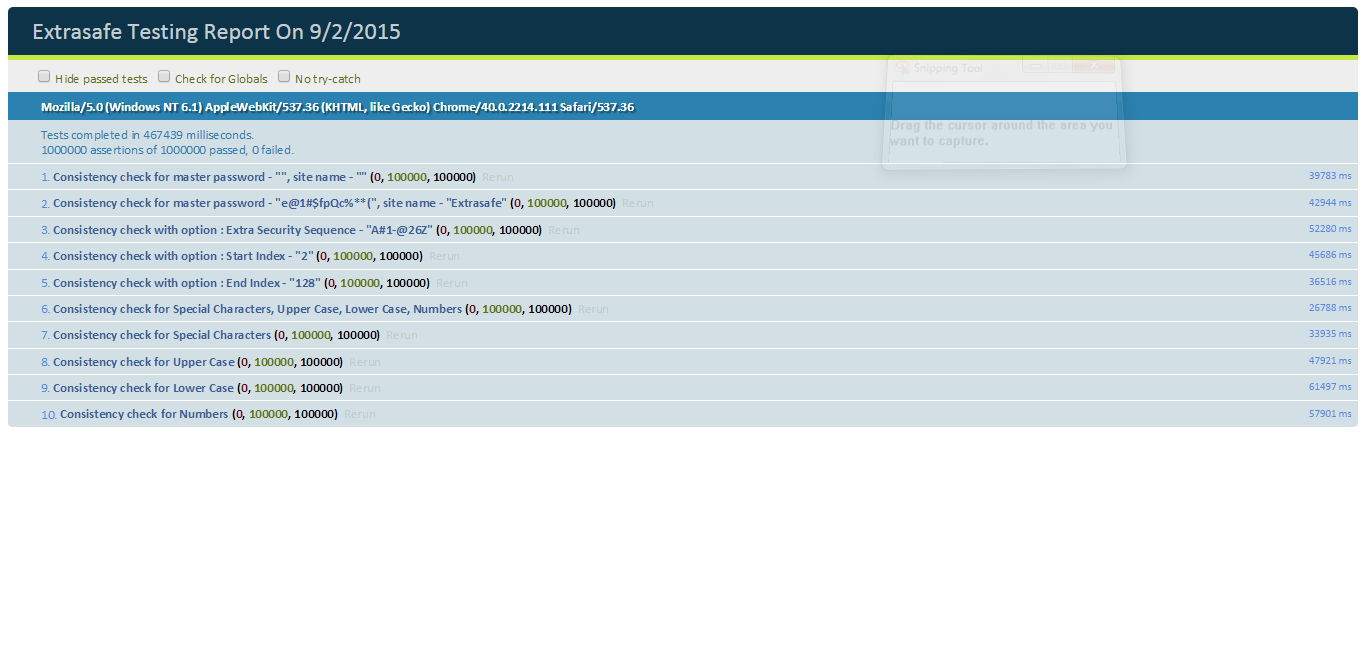 Extrasafe Testing Report On 9/2/2015
Hide passed tests Check for Globals No try-catch
Snipping Tool
Mozilla/5.0 (Windows NT 6.1) AppleWebKit/537.36 (KHTML, like Gecko) Chrome/40.0.2214.111 Safari/537.36
Drag the cursor around the area you
want to capture.
Tests completed in 467439 milliseconds.
1000000 assertions of 1000000 passed, 0 failed.
1. Consistency check for master password - "", site name - "" (0, 100000, 100000) Rerun 39783 ms
2. Consistency check for master password - "e@1#$fpQc%**(", site name - "Extrasafe" (0, 100000, 100000) Rerun 42944 ms
3. Consistency check with option : Extra Security Sequence - "A#1-@26Z" (0, 100000, 100000) Rerun 52280 ms
4. Consistency check with option : Start Index - "2" (0, 100000, 100000) Rerun 45686 ms
5. Consistency check with option : End Index - "128" (0, 100000, 100000) Rerun 36516 ms
6. Consistency check for Special Characters, Upper Case, Lower Case, Numbers (0, 100000, 100000) Rerun 26788 ms
7. Consistency check for Special Characters (0, 100000, 100000) Rerun 33935 ms
8. Consistency check for Upper Case (0, 100000, 100000) Rerun 47921 ms
9. Consistency check for Lower Case (0, 100000, 100000) Rerun 61497 ms
10. Consistency check for Numbers (0, 100000, 100000) Rerun 57901 ms